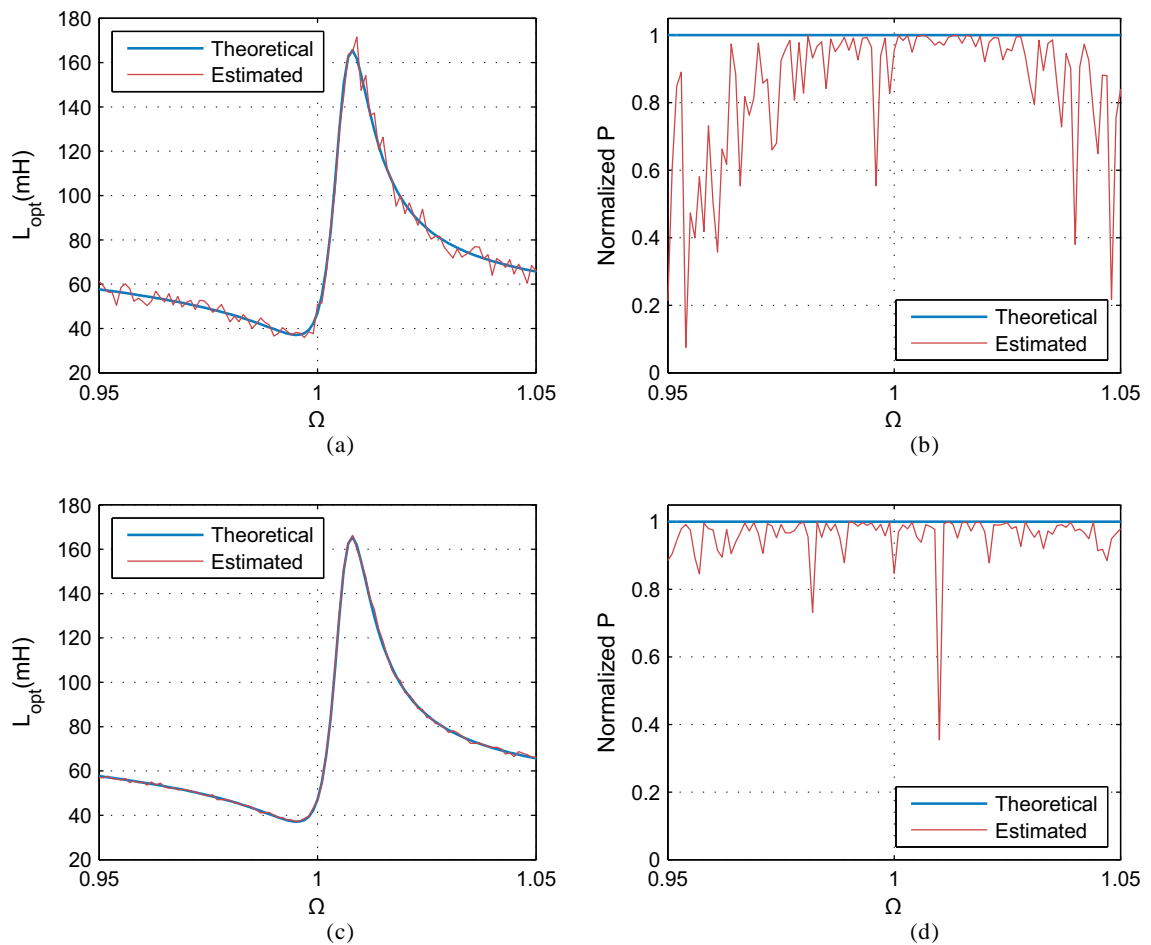 180
160
140
120
100
80
60
40
20
L_opt(mH)
Theoretical
Estimated
0.95
1
1.05
Ω
(a)
1
0.8
0.6
0.4
0.2
0
Normalized P
Theoretical
Estimated
0.95
1
1.05
Ω
(b)
180
160
140
120
100
80
60
40
20
L_opt(mH)
Theoretical
Estimated
0.95
1
1.05
Ω
(c)
1
0.8
0.6
0.4
0.2
0
Normalized P
Theoretical
Estimated
0.95
1
1.05
Ω
(d)